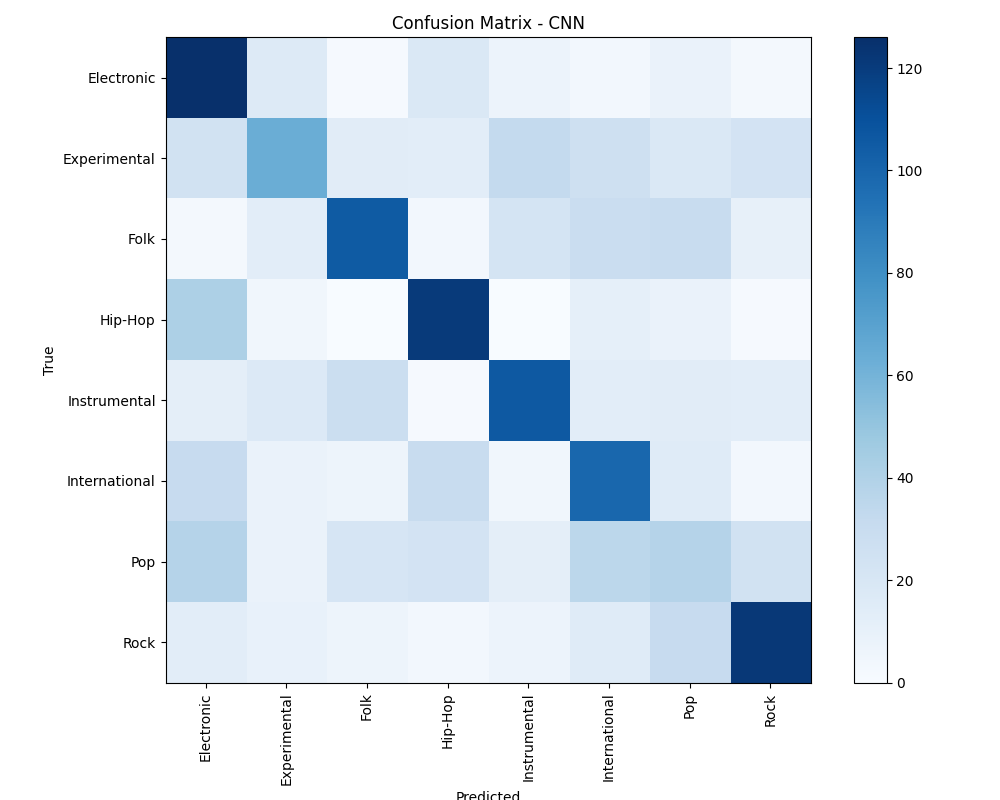 Confusion Matrix - CNN
True
Electronic
Experimental
Folk
Hip-Hop
Instrumental
International
Pop
Rock
Electronic
Experimental
Folk
Hip-Hop
Instrumental
International
Pop
Rock
Predicted
120
100
80
60
40
20
0